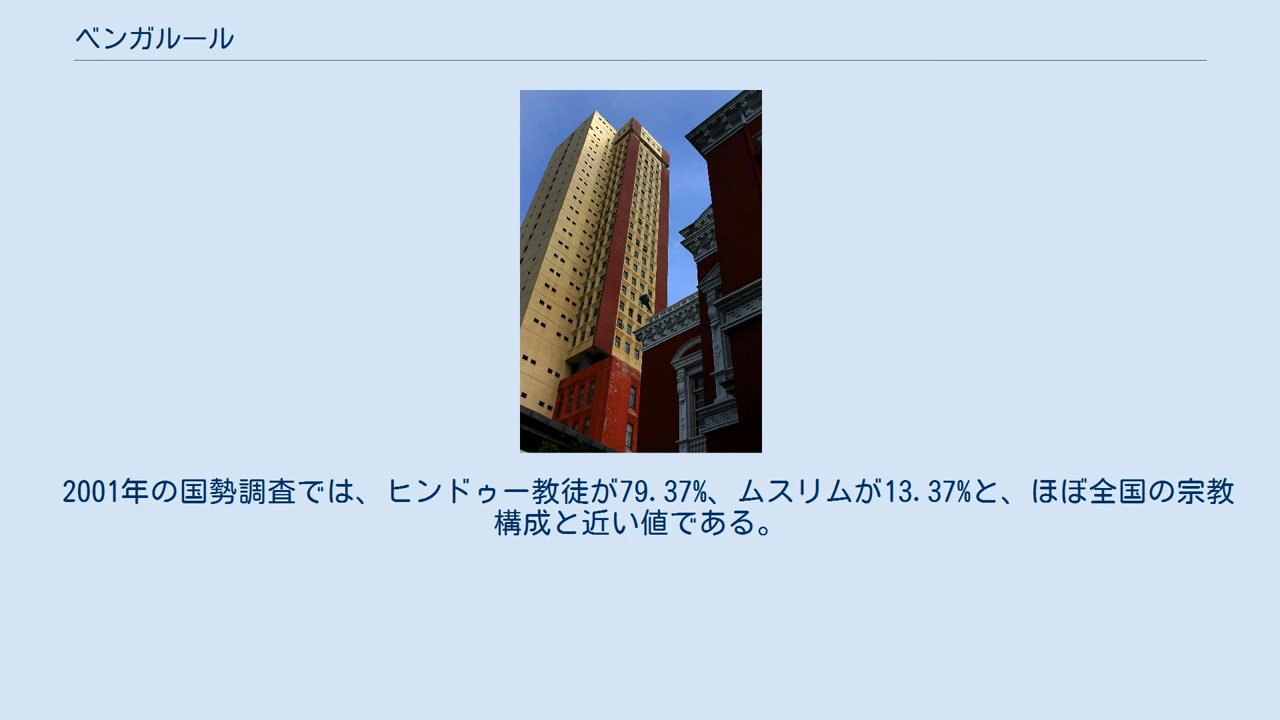 ベンガルール
2001年の国勢調査では、ヒンドゥー教徒が79.37%、ムスリムが13.37%と、ほぼ全国の宗教
構成と近い値である。